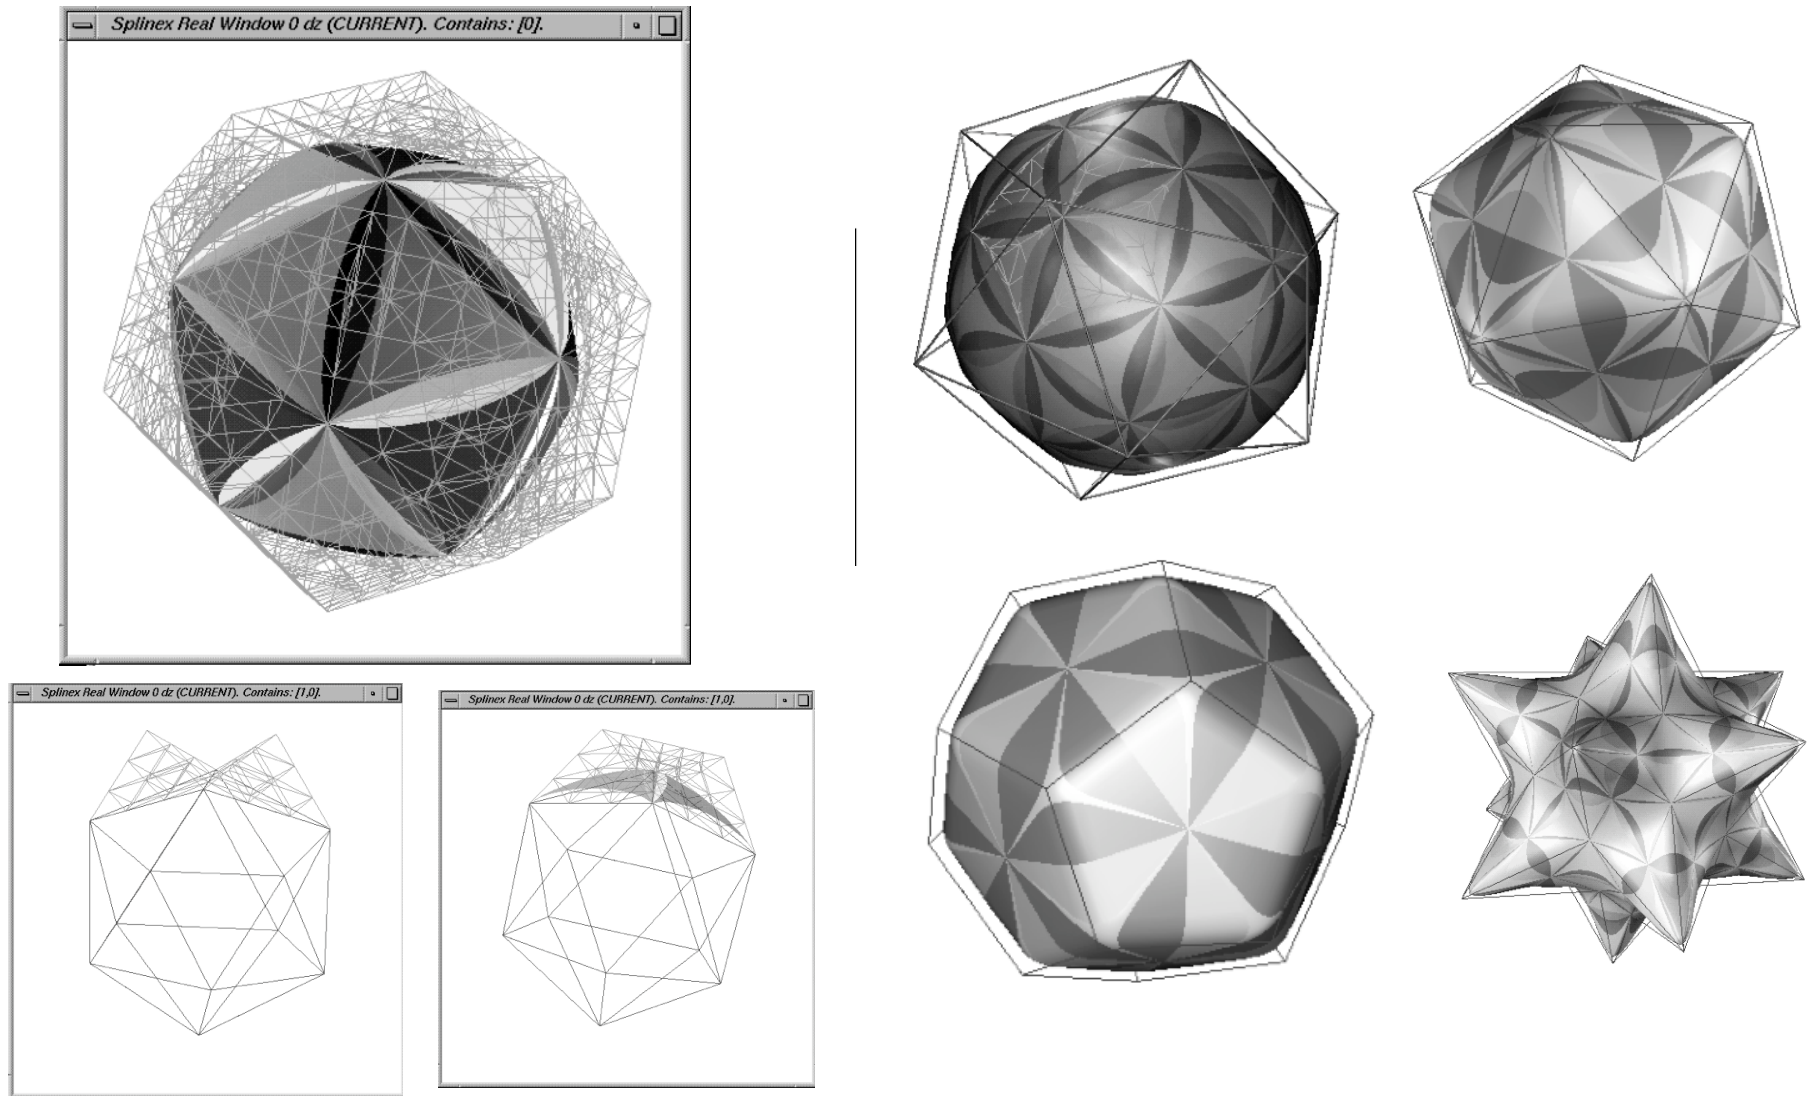 Splinex Real Window 0 dz (CURRENT). Contains: [0].
Splinex Real Window 0 dz (CURRENT). Contains: [1,0].
Splinex Real Window 0 dz (CURRENT). Contains: [1,0].